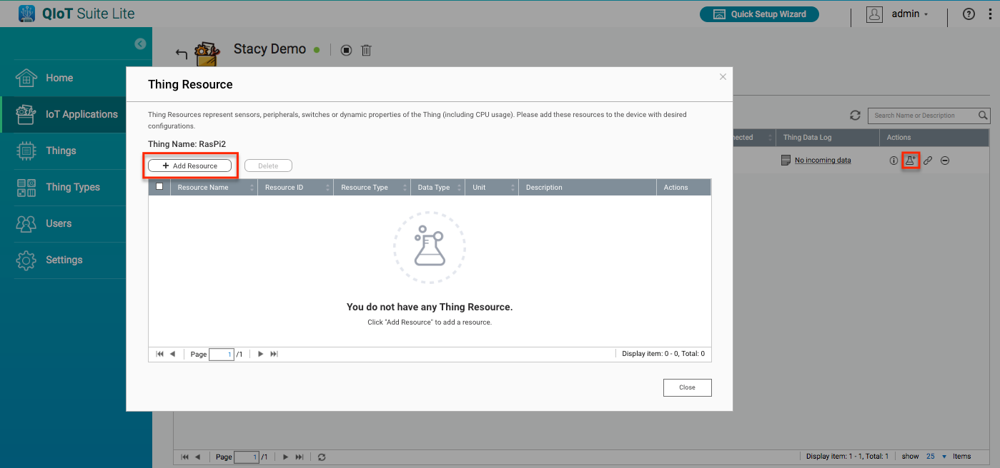 QIoT Suite Lite
Quick Setup Wizard
admin
Stacy Demo
Home
IoT Applications
Things
Thing Types
Users
Settings
Search Name or Description
Thing Data Log
Actions
No incoming data
Thing Resource
Thing Resources represent sensors, peripherals, switches or dynamic properties of the Thing (including CPU usage). Please add these resources to the device with desired
configurations.
Thing Name: RasPi2
+ Add Resource
Delete
Resource Name
Resource ID
Resource Type
Data Type
Unit
Description
Actions
You do not have any Thing Resource.
Click "Add Resource" to add a resource.
Page 1 /1
Display item: 0 - 0, Total: 0
Close
Page 1 /1
Display item: 1 - 1, Total: 1
show 25 Items